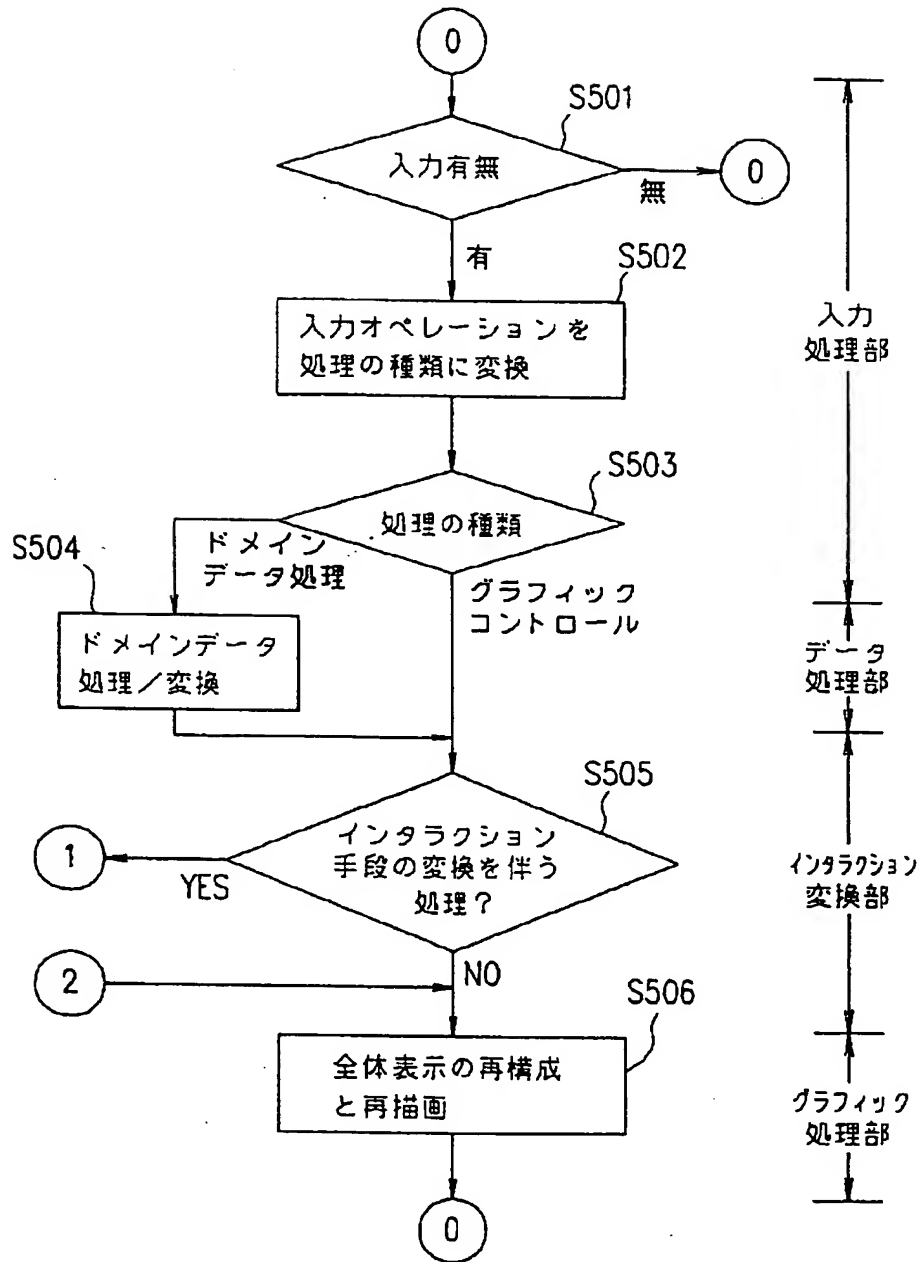 0
S501
入力有無
0
無
有
S502
入力オペレーションを
処理の種類に変換
入力
処理部
S503
処理の種類
S504
ドメイン
データ処理
グラフィック
コントロール
ドメインデータ
処理／変換
データ
処理部
S505
インタラクション
手段の変換を伴う
処理？
1
YES
インタラクション
変換部
2
NO
S506
全体表示の再構成
と再描画
グラフィック
処理部
0